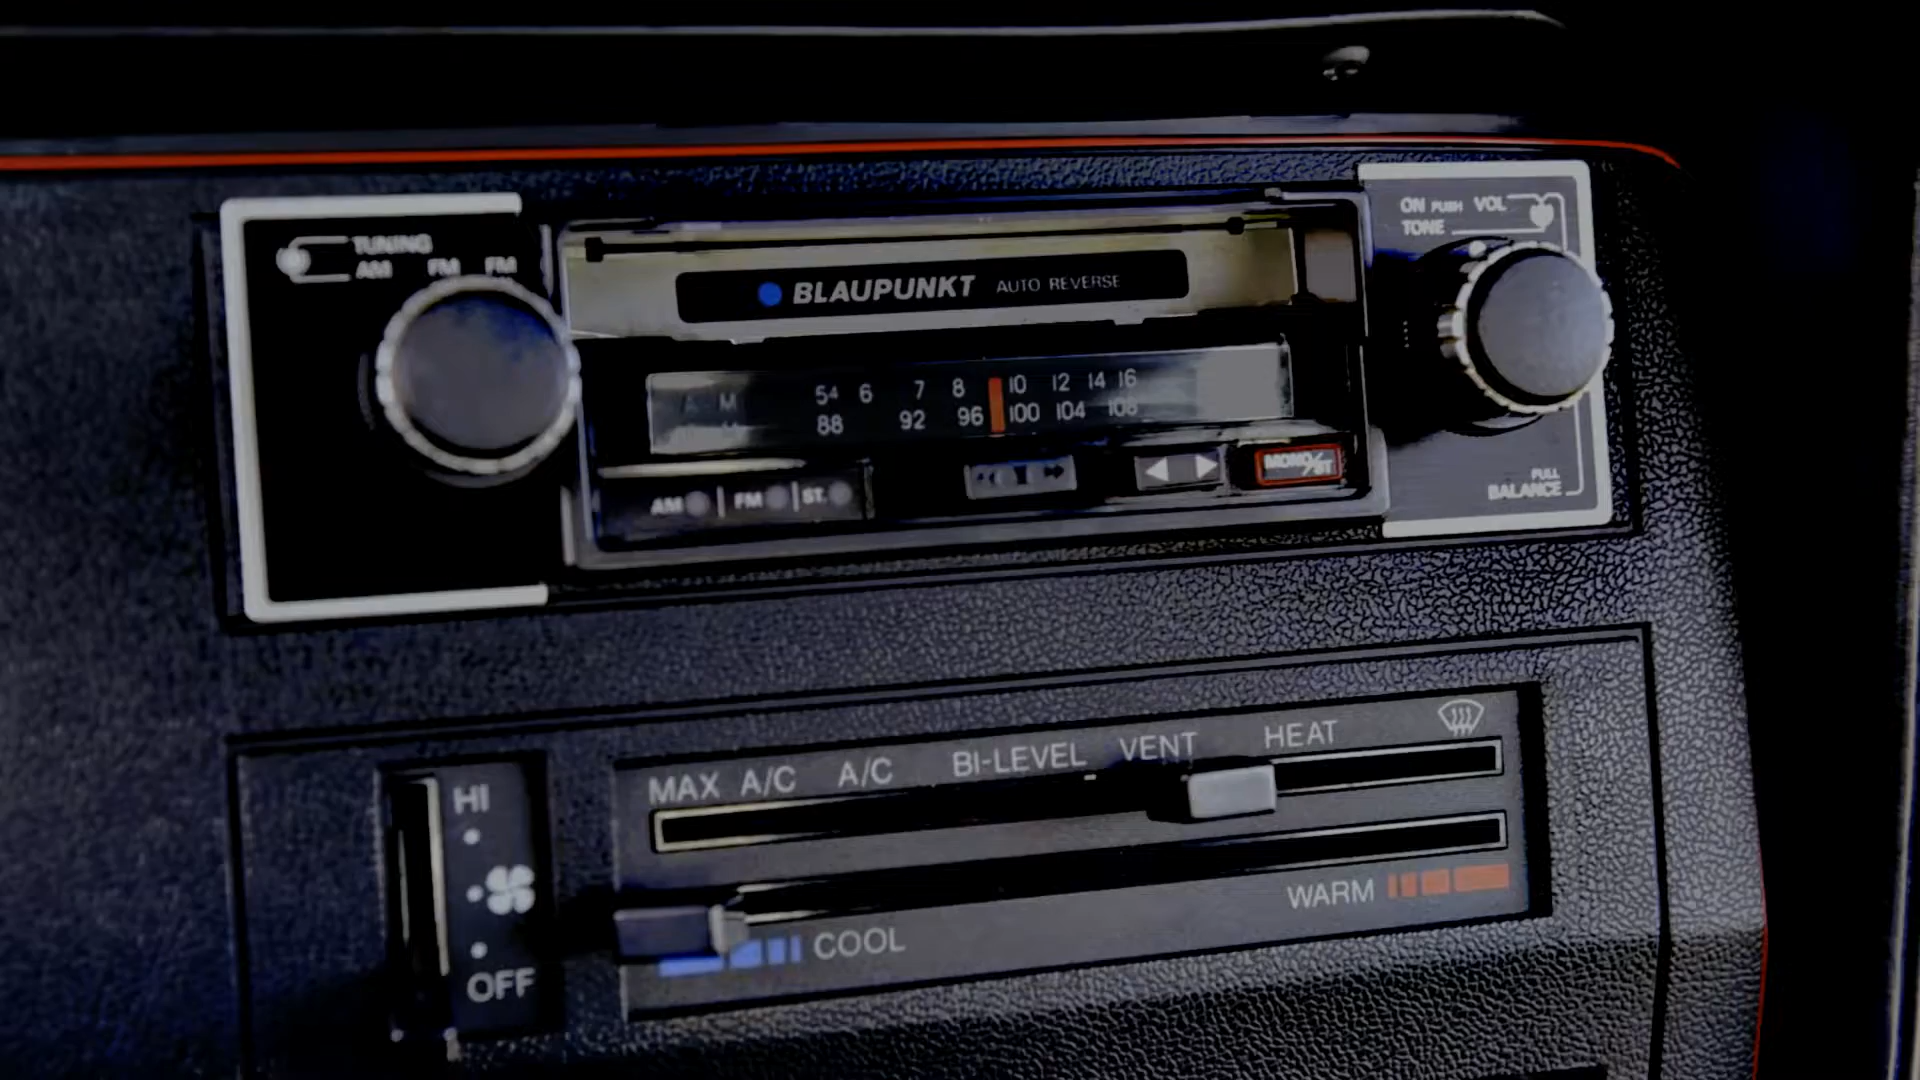 TUNING
AM FM FM
BLAUPUNKT AUTO REVERSE
ON PUSH VOL
TONE
54 6 7 8 10 12 14 16
88 92 96 100 104 108
AM FM ST
MONO/ST
PULL
BALANCE
MAX A/C A/C BI-LEVEL VENT HEAT
HI
OFF
COOL
WARM